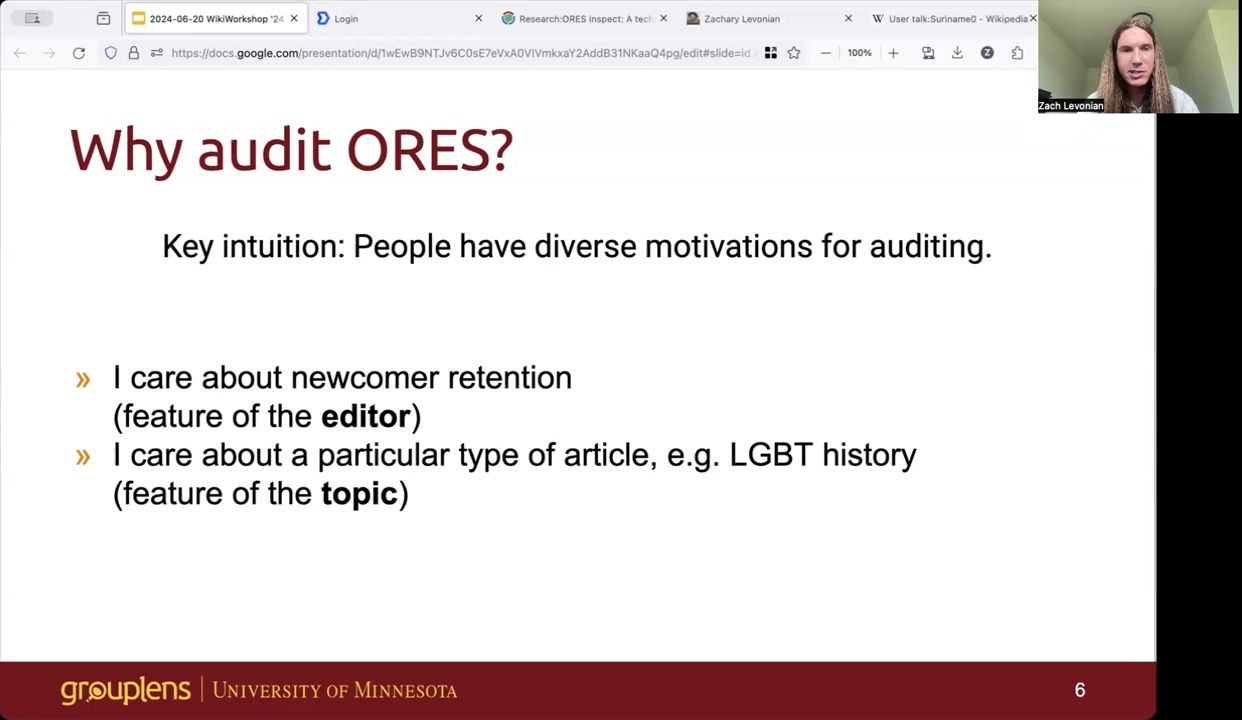 2024-06-20 WikiWorkshop '24
Login
Research:ORES Inspect: A tech
Zachary Levonian
User talk:Suriname0 - Wikipedia
https://docs.google.com/presentation/d/1wEwB9NTJv6C0sE7eVxA0VIVmkxaY2AddB31NKaaQ4pg/edit#slide=id.
100%
Z
Zach Levonian
Why audit ORES?
Key intuition: People have diverse motivations for auditing.
» I care about newcomer retention
(feature of the editor)
» I care about a particular type of article, e.g. LGBT history
(feature of the topic)
grouplens | UNIVERSITY OF MINNESOTA
6